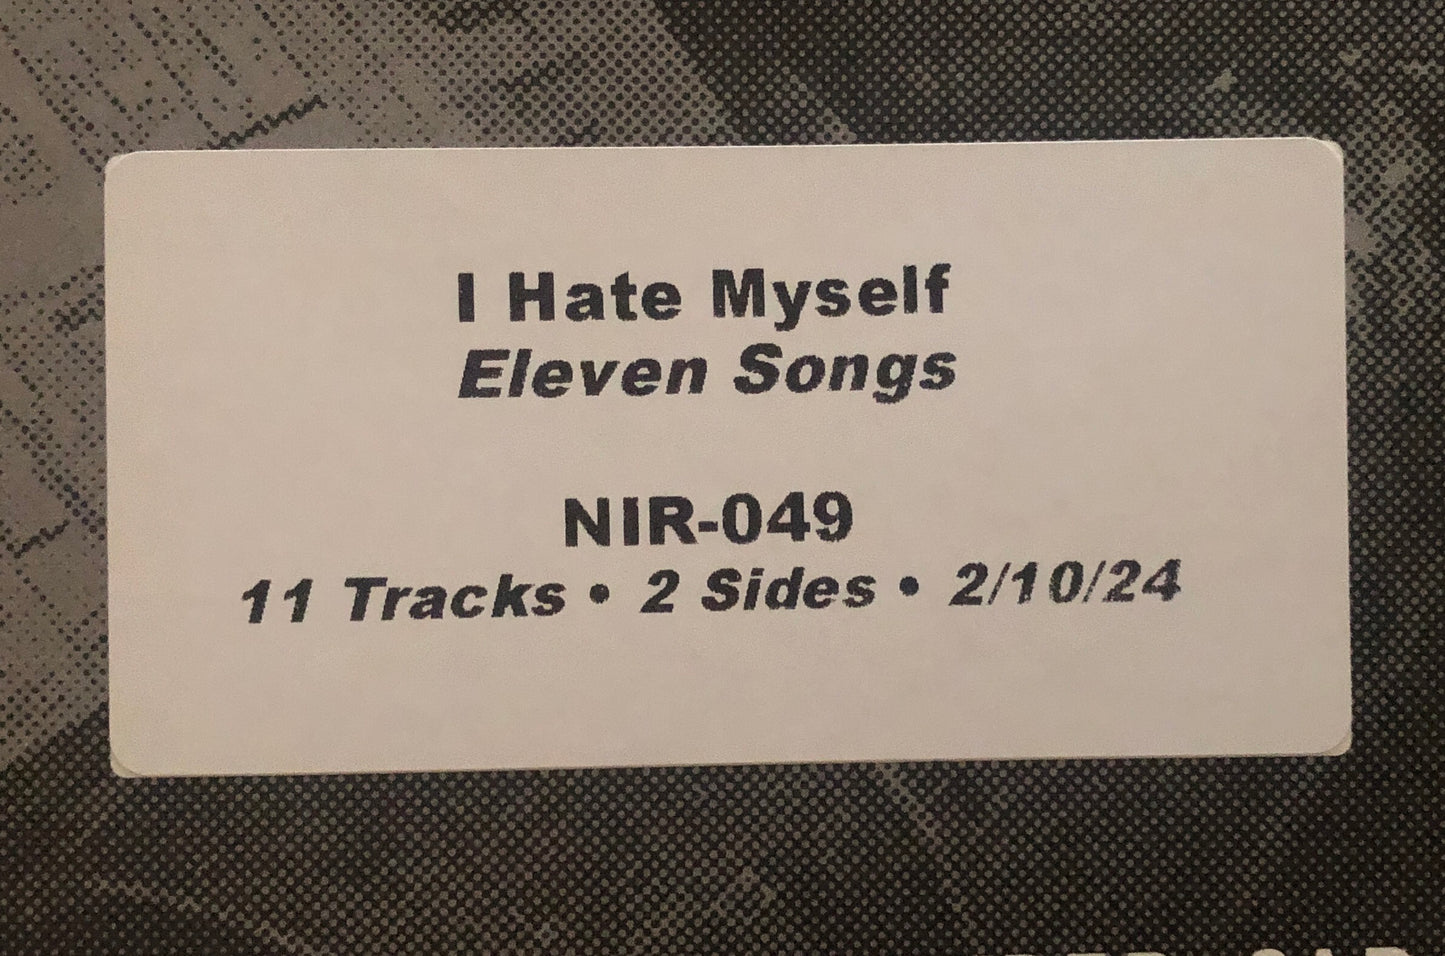 I Hate Myself
Eleven Songs
NIR-049
11 Tracks • 2 Sides • 2/10/24